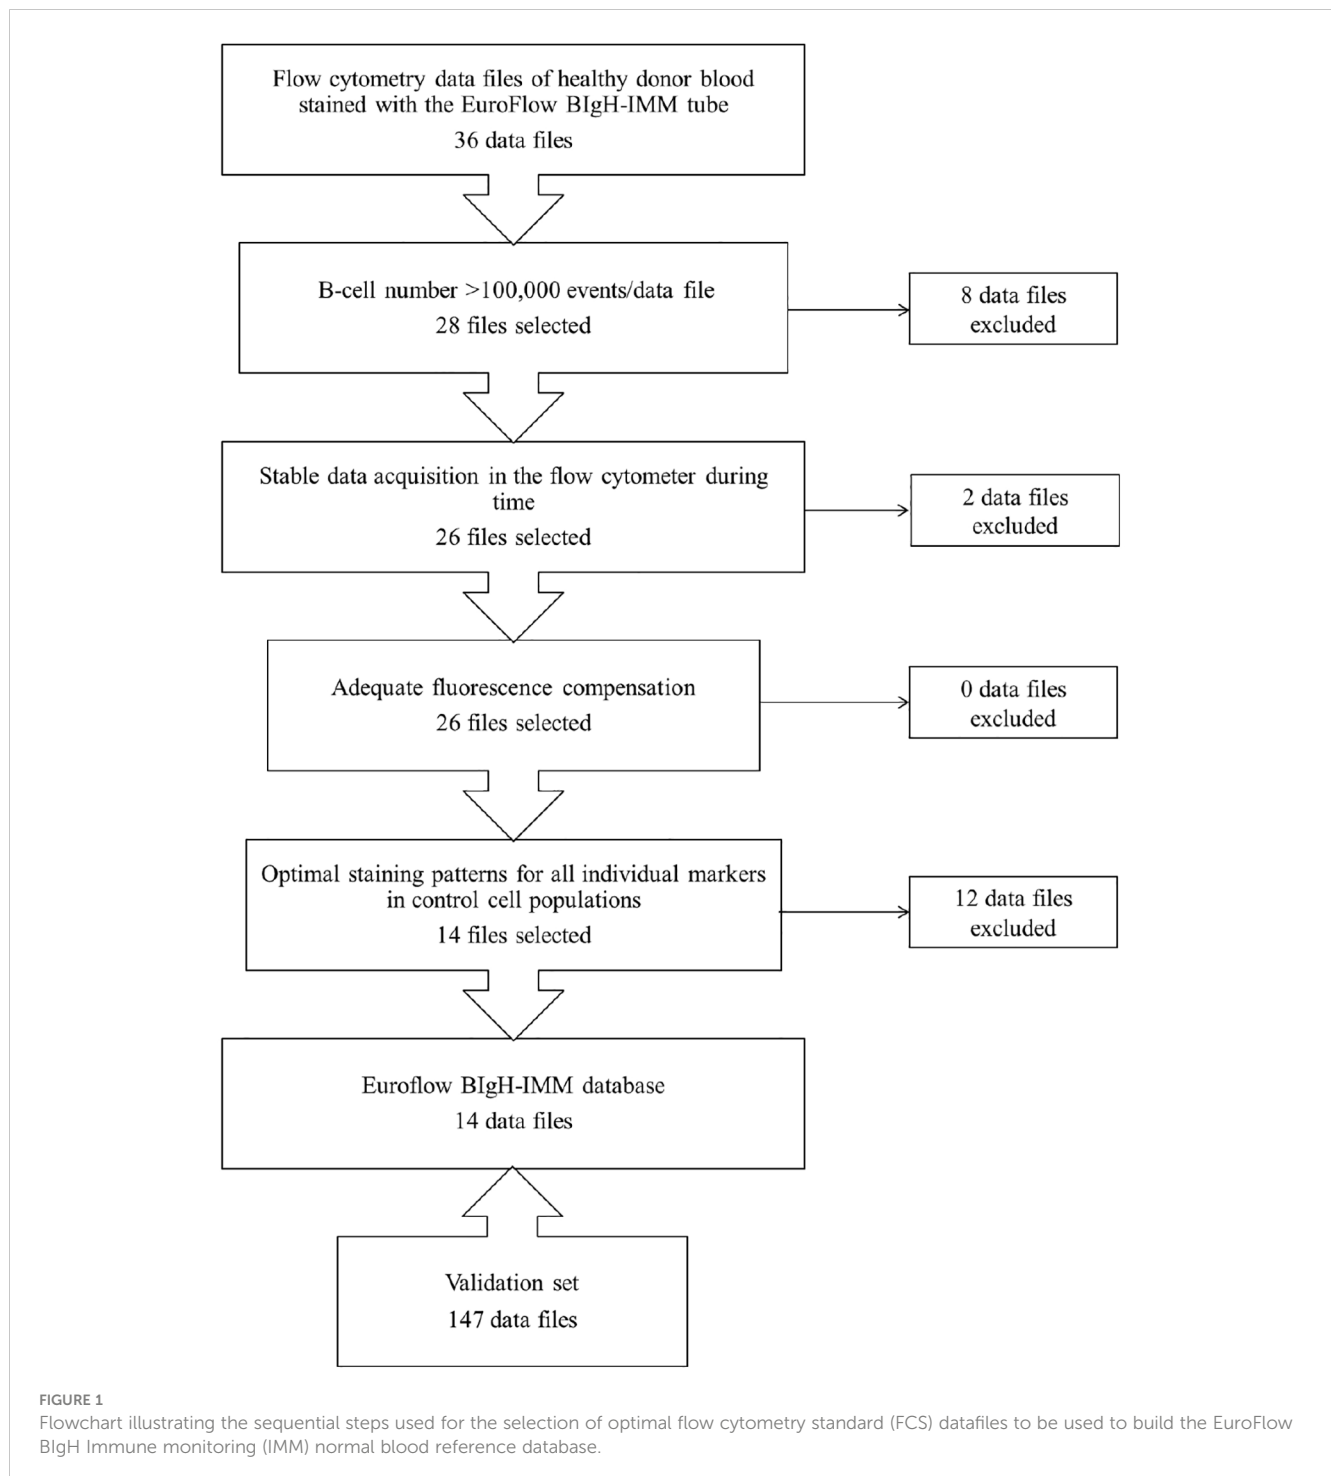 Flow cytometry data files of healthy donor blood
stained with the EuroFlow BIgH-IMM tube
36 data files
B-cell number >100,000 events/data file
28 files selected
8 data files
excluded
Stable data acquisition in the flow cytometer during
time
26 files selected
2 data files
excluded
Adequate fluorescence compensation
26 files selected
0 data files
excluded
Optimal staining patterns for all individual markers
in control cell populations
14 files selected
12 data files
excluded
Euroflow BIgH-IMM database
14 data files
Validation set
147 data files
FIGURE 1
Flowchart illustrating the sequential steps used for the selection of optimal flow cytometry standard (FCS) datafiles to be used to build the EuroFlow
BIgH Immune monitoring (IMM) normal blood reference database.